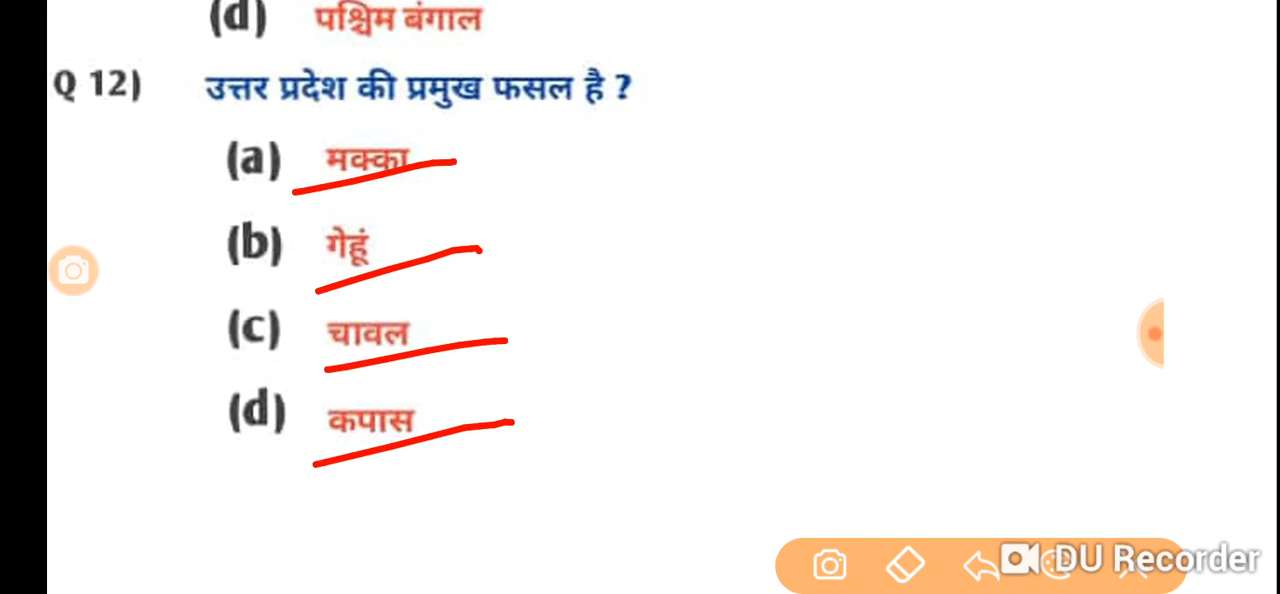 (d) पश्चिम बंगाल
Q 12) उत्तर प्रदेश की प्रमुख फसल है ?
(a) मक्का
(b) गेहूं
(c) चावल
(d) कपास
DU Recorder